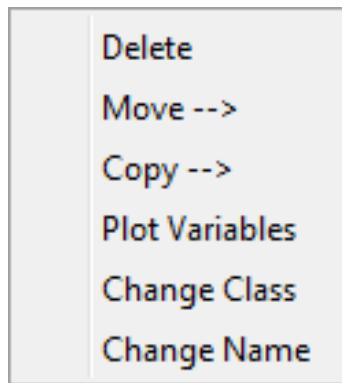 Delete
Move -->
Copy -->
Plot Variables
Change Class
Change Name